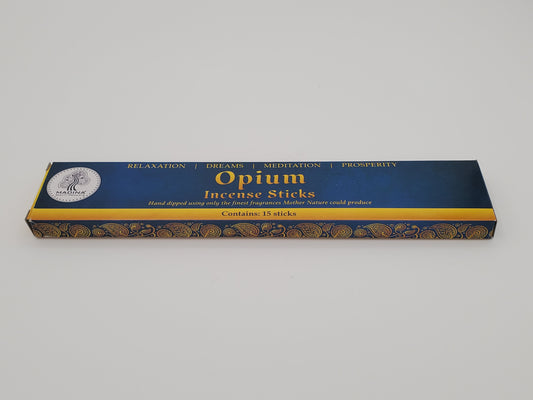 RELAXATION | DREAMS | MEDITATION | PROSPERITY
Opium
Incense Sticks
Hand dipped using only the finest fragrances Mother Nature could produce
Contains: 15 sticks
MADINA